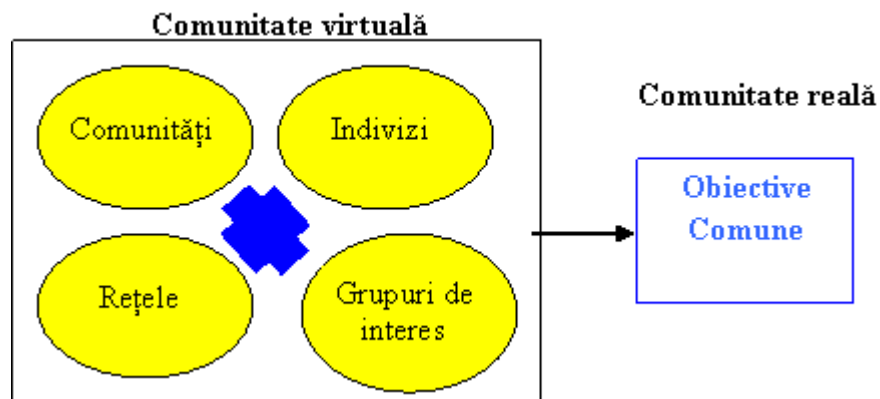 Comunitate virtuală
Comunitate reală
Comunități
Indivizi
Obiective
Comune
Rețele
Grupuri de
interes